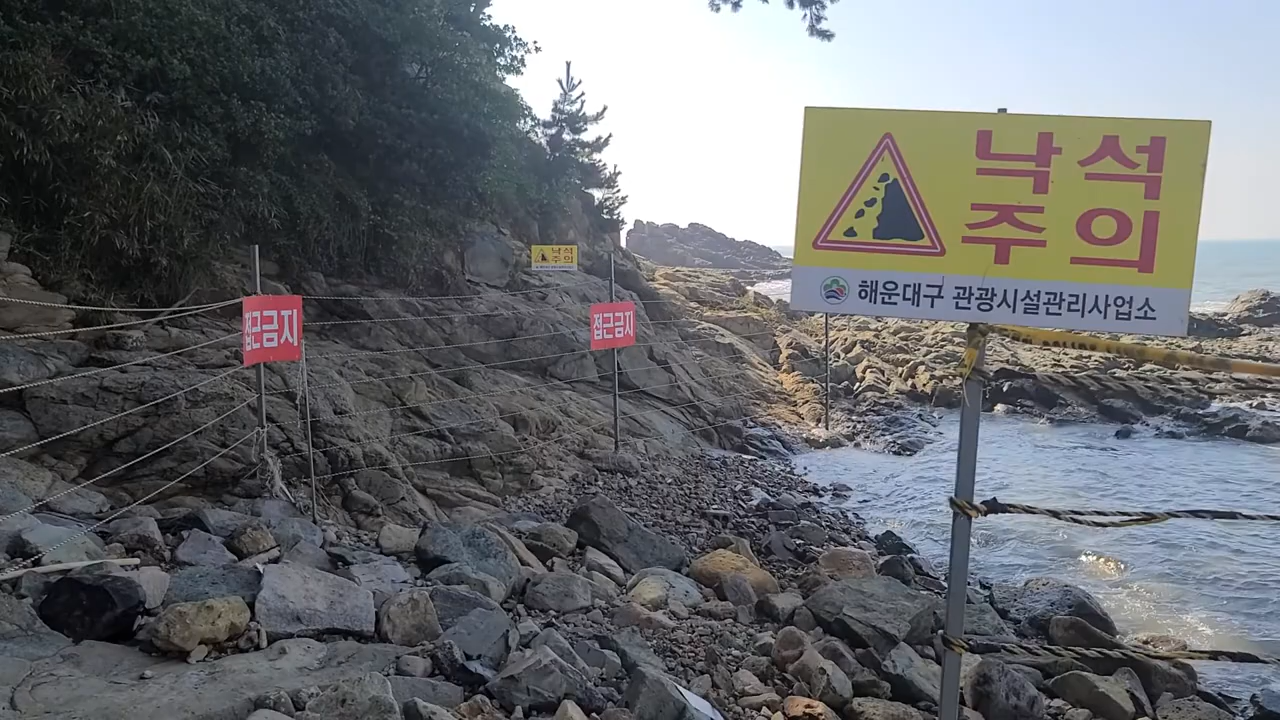 낙석
주의
해운대구 관광시설관리사업소
낙석
주의
접근금지
접근금지